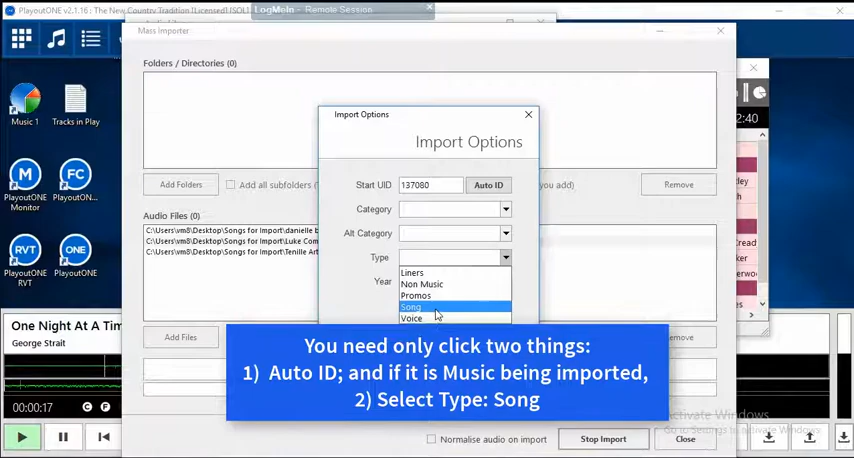 PlayoutONE v2.1.16 - The New Country Tradition [Licensed] (SOL1
LogMeIn - Remote Session
Mass Importer
Folders / Directories (0)
Import Options
Import Options
2:40
Music 1
Tracks in Play
Start UID
137080
Auto ID
Add Folders
Add all subfolders (
you add)
Remove
Category
Audio Files (0)
Alt Category
C:\Users\vm8\Desktop\Songs for Import\danielle b
C:\Users\vm8\Desktop\Songs for Import\Luke Com
C:\Users\vm8\Desktop\Songs for Import\Tenille Art
M
FC
PlayoutONE Monitor
PlayoutON...
Type
Liners
Year
Non Music
Promos
Song
Voice
RVT
ONE
PlayoutONE RVT
PlayoutONE
One Night At A Tim
George Strait
Add Files
emove
You need only click two things:
1) Auto ID; and if it is Music being imported,
2) Select Type: Song
0:00:17
C
F
Activate Windows
Go to Settings to activate Windows.
Normalise audio on import
Stop Import
Close